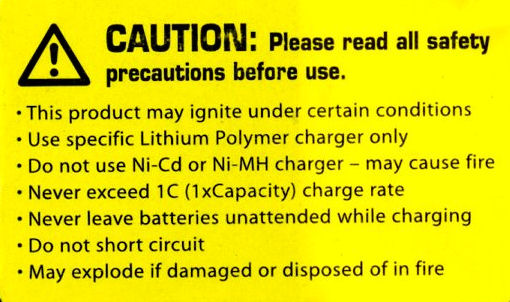 CAUTION: Please read all safety
precautions before use.
• This product may ignite under certain conditions
• Use specific Lithium Polymer charger only
• Do not use Ni-Cd or Ni-MH charger – may cause fire
• Never exceed 1C (1xCapacity) charge rate
• Never leave batteries unattended while charging
• Do not short circuit
• May explode if damaged or disposed of in fire